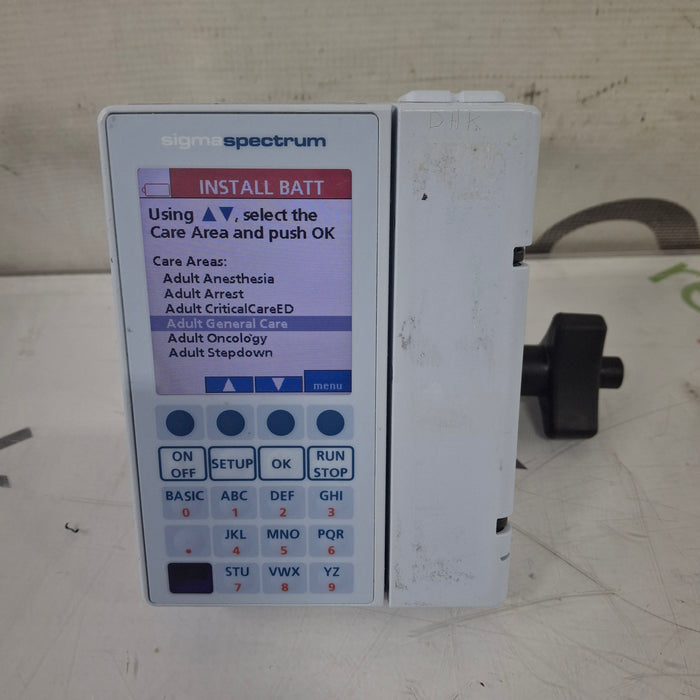 sigmaspectrum
INSTALL BATT
Using ▲▼, select the
Care Area and push OK
Care Areas:
Adult Anesthesia
Adult Arrest
Adult CriticalCareED
Adult General Care
Adult Oncology
Adult Stepdown
menu
ON OFF
SETUP
OK
RUN STOP
BASIC 0
ABC 1
DEF 2
GHI 3
.
JKL 4
MNO 5
PQR 6
STU 7
VWX 8
YZ 9